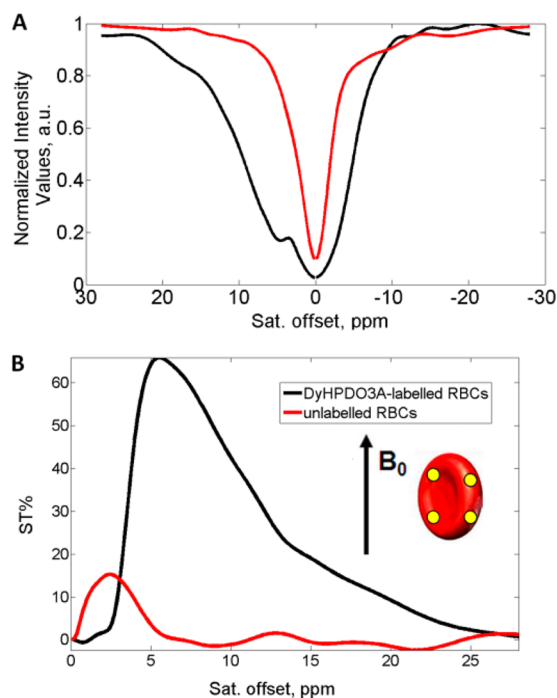 A
Normalized Intensity
Values, a.u.
1
0.8
0.6
0.4
0.2
0
30 20 10 0 -10 -20 -30
Sat. offset, ppm
B
ST%
60
50
40
30
20
10
0
DyHPDO3A-labelled RBCs
unlabelled RBCs
B0
0 5 10 15 20 25
Sat. offset, ppm